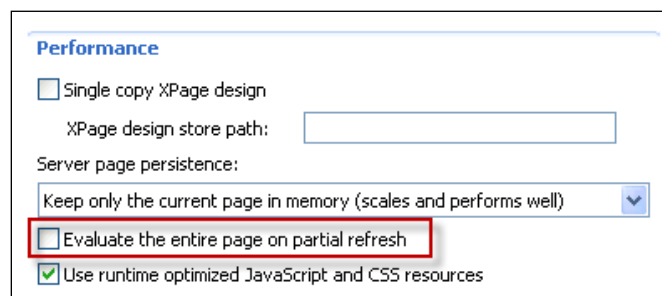 Performance
Single copy XPage design
XPage design store path:
Server page persistence:
Keep only the current page in memory (scales and performs well)
Evaluate the entire page on partial refresh
Use runtime optimized JavaScript and CSS resources